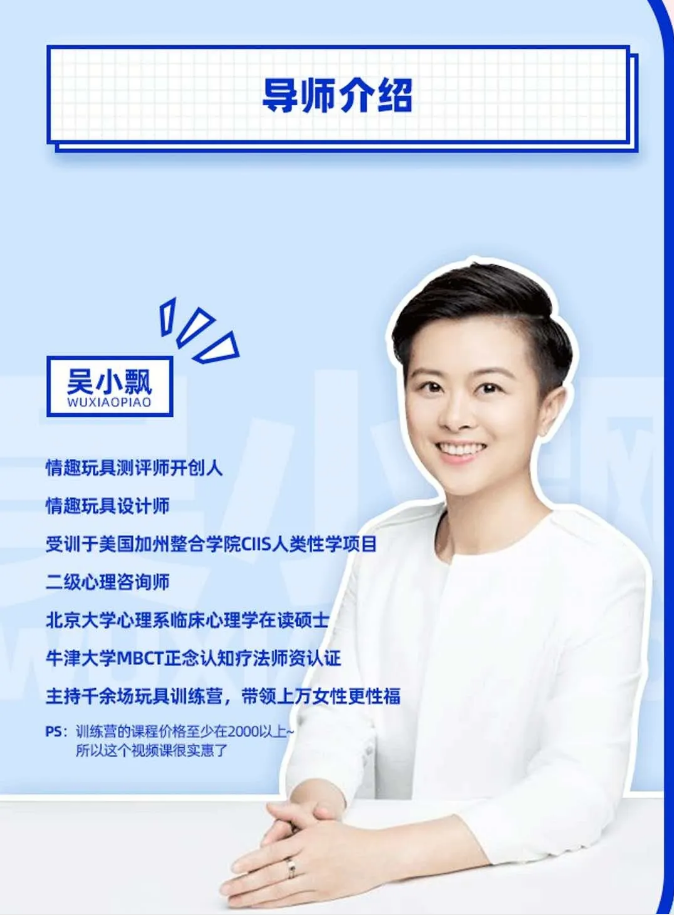 导师介绍
吴小飘
WUXIAOPIAO
情趣玩具测评师开创人
情趣玩具设计师
受训于美国加州整合学院CIIS人类性学项目
二级心理咨询师
北京大学心理系临床心理学在读硕士
牛津大学MBCT正念认知疗法师资认证
主持千余场玩具训练营，带领上万女性更性福
PS：训练营的课程价格至少在2000以上~
所以这个视频课很实惠了